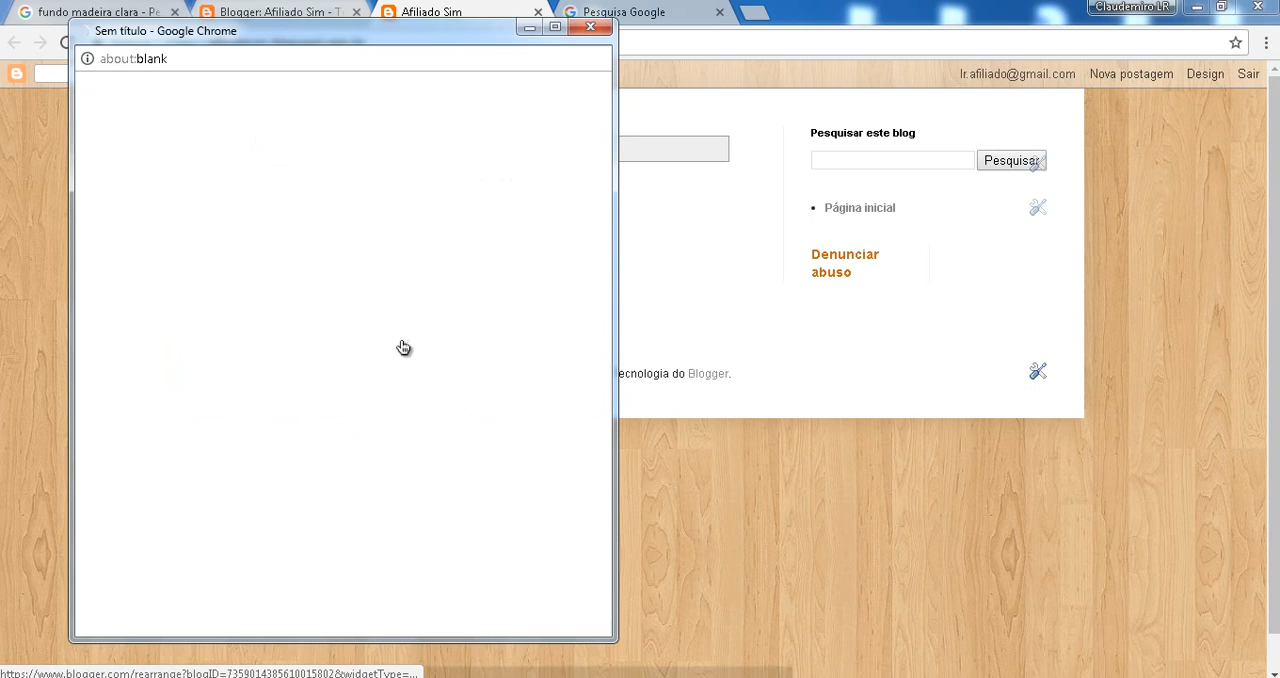 fundo madeira clara - Pe
Blogger: Afiliado Sim - T
Afiliado Sim
Pesquisa Google
Claudemiro LR
Sem título - Google Chrome
about:blank
lr.afiliado@gmail.com
Nova postagem
Design
Sair
Pesquisar este blog
Pesquisar
Página inicial
Denunciar
abuso
ecnologia do Blogger.
https://www.blogger.com/rearrange?blogID=7359014385610015802&widgetType=...